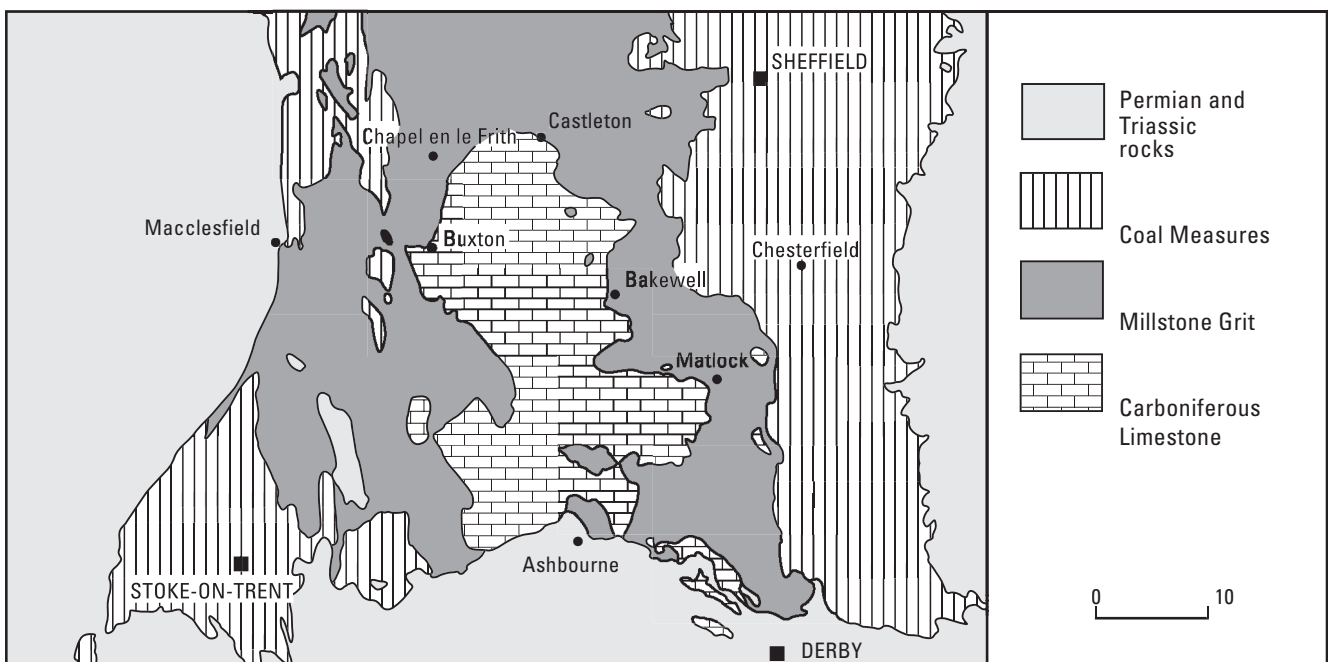 SHEFFIELD
Castleton
Chapel en le Frith
Macclesfield
Buxton
Chesterfield
Bakewell
Matlock
Ashbourne
STOKE-ON-TRENT
DERBY
Permian and
Triassic
rocks
Coal Measures
Millstone Grit
Carboniferous
Limestone
0
10